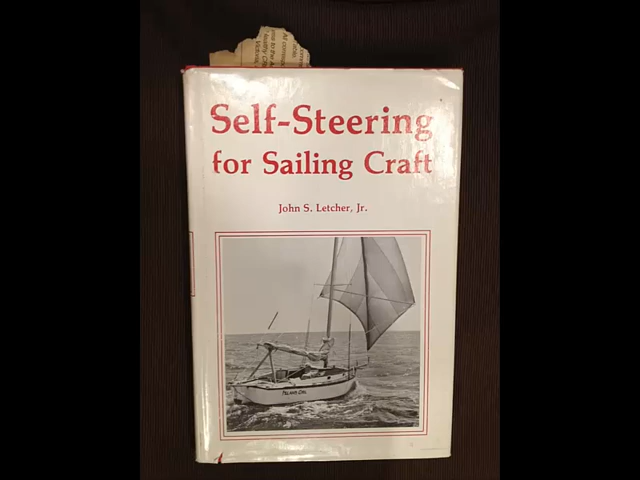 Self-Steering
for Sailing Craft
John S. Letcher, Jr.